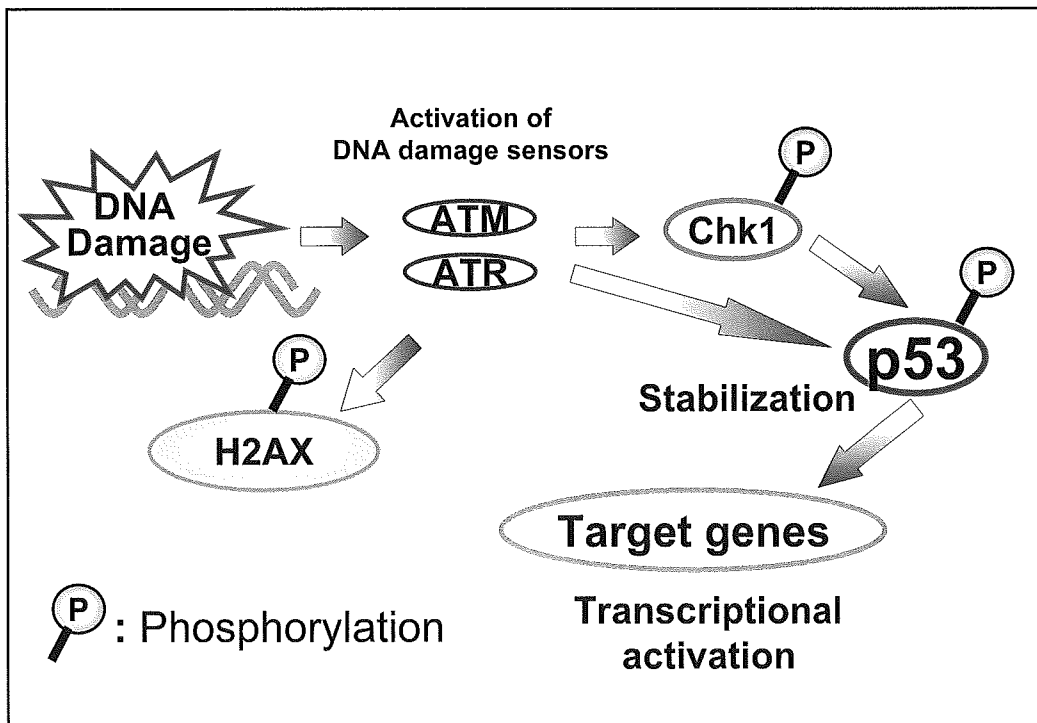 Activation of
DNA damage sensors
DNA
Damage
ATM
ATR
P
Chk1
P
p53
Stabilization
P
H2AX
Target genes
Transcriptional
activation
P : Phosphorylation